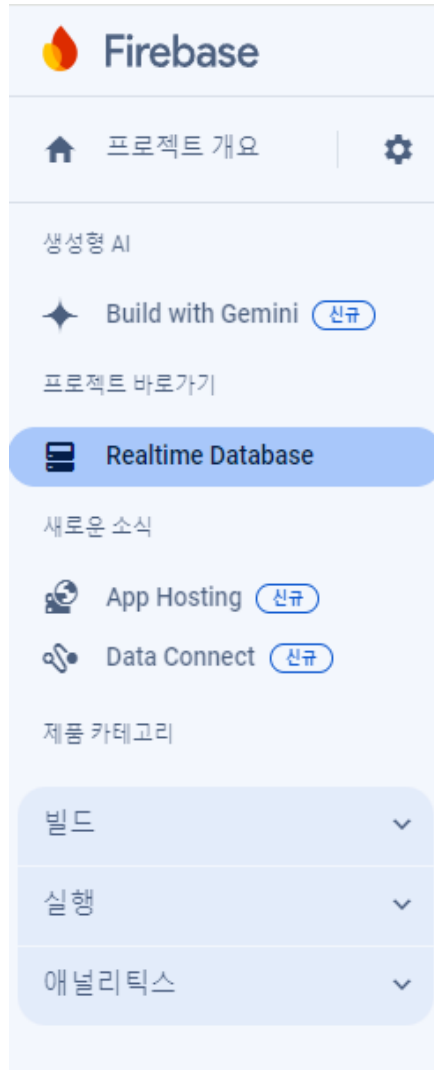 Firebase
프로젝트 개요
생성형 AI
Build with Gemini 신규
프로젝트 바로가기
Realtime Database
새로운 소식
App Hosting 신규
Data Connect 신규
제품 카테고리
빌드
실행
애널리틱스